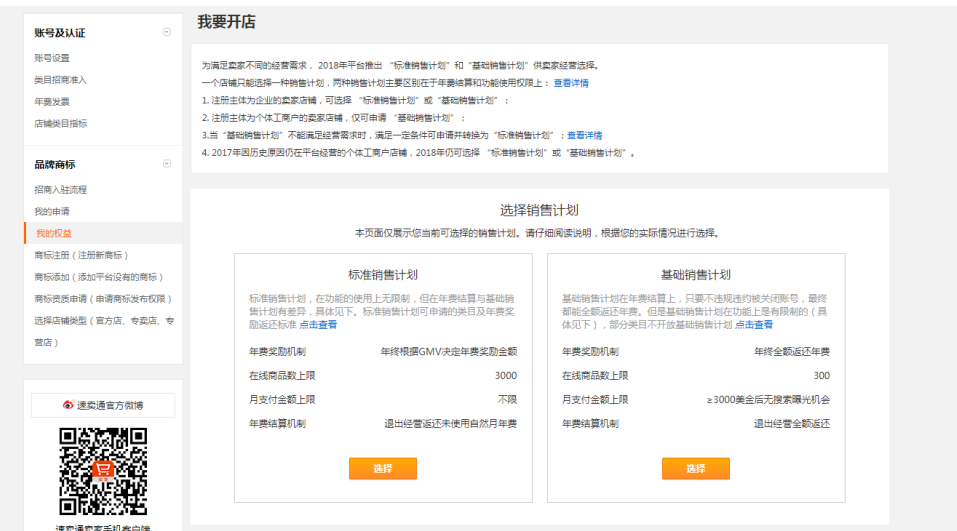 账号及认证
账号设置
类目招商准入
年费发票
店铺类目指标
品牌商标
招商入驻流程
我的申请
我的权益
商标注册（注册新商标）
商标添加（添加平台没有的商标）
商标资质申请（申请商标发布权限）
选择店铺类型（官方店、专卖店、专
营店）
速卖通官方微博
速卖通卖家手机客户端
我要开店
为满足卖家不同的经营需求，2018年平台推出 “标准销售计划”和“基础销售计划”供卖家经营选择。
一个店铺只能选择一种销售计划，两种销售计划主要区别在于年费结算和功能使用权限上：查看详情
1. 注册主体为企业的卖家店铺，可选择 “标准销售计划”或“基础销售计划”；
2. 注册主体为个体工商户的卖家店铺，仅可申请 “基础销售计划”；
3.当“基础销售计划”不能满足经营需求时，满足一定条件可申请并转换为“标准销售计划”；查看详情
4. 2017年因历史原因仍在平台经营的个体工商户店铺，2018年仍可选择 “标准销售计划”或“基础销售计划”。
选择销售计划
本页面仅展示您当前可选择的销售计划。请仔细阅读说明，根据您的实际情况进行选择。
标准销售计划
标准销售计划，在功能的使用上无限制，但在年费结算与基础销
售计划有差异，具体见下。标准销售计划可申请的类目及年费奖
励返还标准 点击查看
年费奖励机制 年终根据GMV决定年费奖励金额
在线商品数上限 3000
月支付金额上限 不限
年费结算机制 退出经营返还未使用自然月年费
选择
基础销售计划
基础销售计划在年费结算上，只要不违规违约被关闭账号，最终
都能全额返还年费。但是基础销售计划在功能上是有限制的（具
体见下），部分类目不开放基础销售计划 点击查看
年费奖励机制 年终全额返还年费
在线商品数上限 300
月支付金额上限 ≥3000美金后无搜索曝光机会
年费结算机制 退出经营全额返还
选择